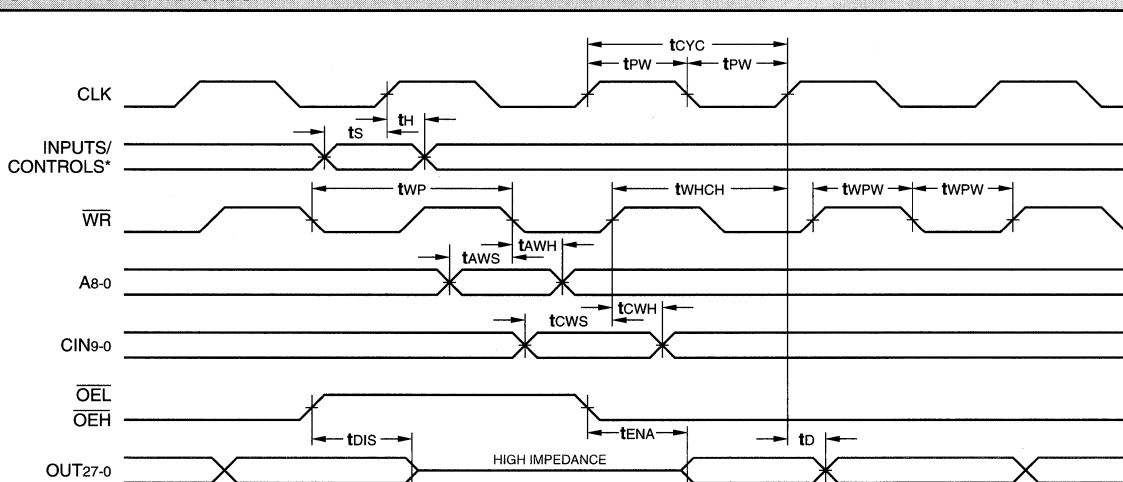 tCYC
tPW tPW
CLK
tS tH
INPUTS/
CONTROLS*
tWP tWHCH tWPW tWPW
WR
tAWS tAWH
A8-0
tCWS tCWH
CIN9-0
OEL
OEH
tDIS tENA tD
HIGH IMPEDANCE
OUT27-0